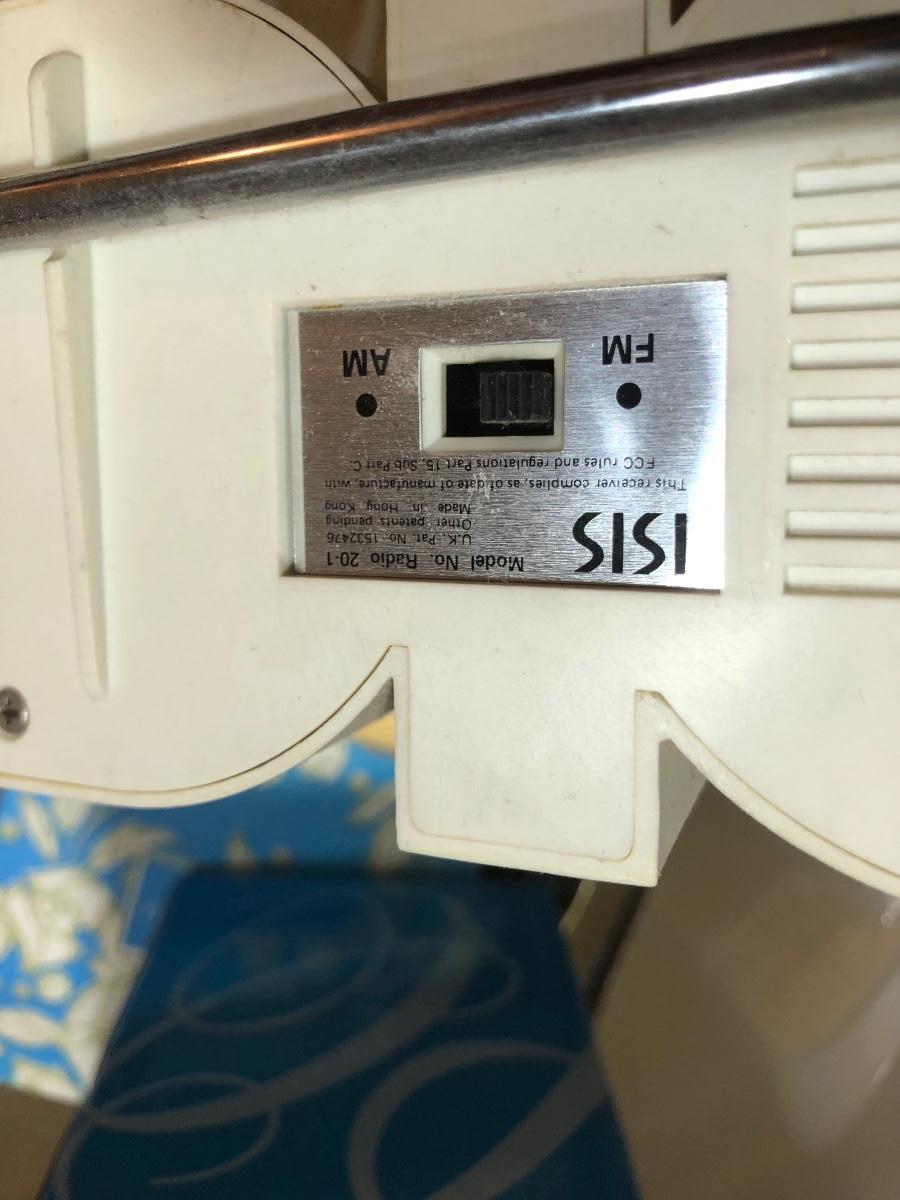 ISIS
Model No. Radio 20-1
U.K. Pat. No. 1532476
Other patents pending
Made in Hong Kong
This receiver complies, as of date of manufacture, with,
FCC rules and regulations Part 15, Sub Part C.
FM
AM